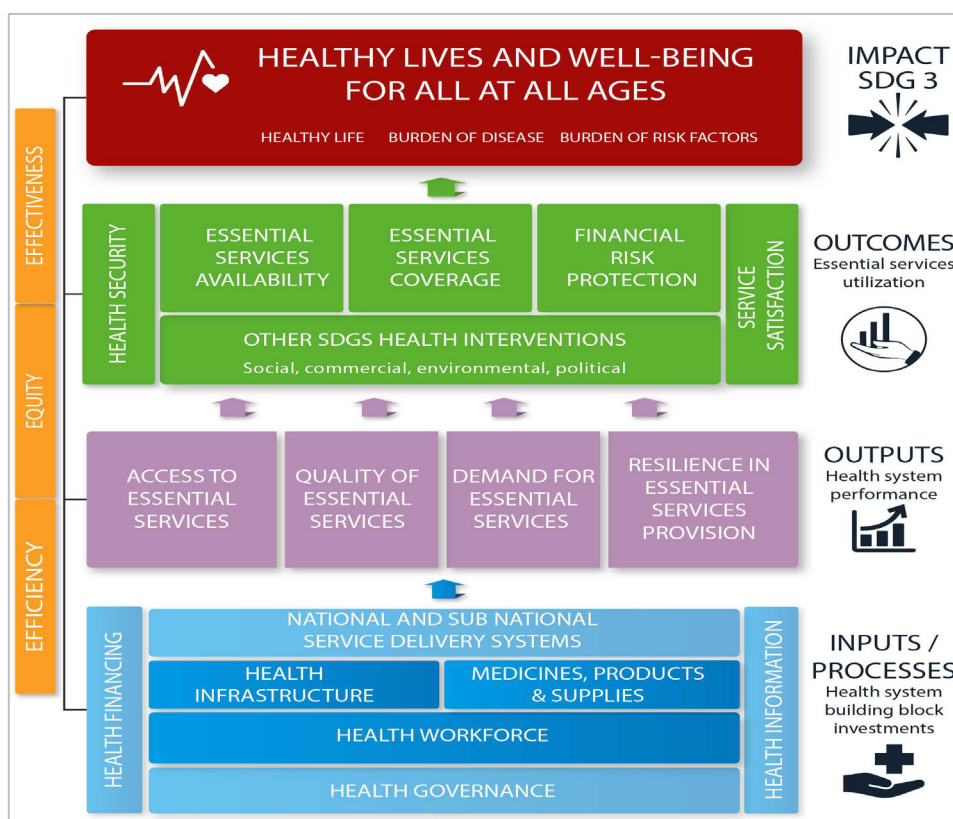 HEALTHY LIVES AND WELL-BEING
FOR ALL AT ALL AGES
HEALTHY LIFE BURDEN OF DISEASE BURDEN OF RISK FACTORS
IMPACT
SDG 3
EFFECTIVENESS
EQUITY
EFFICIENCY
HEALTH SECURITY
ESSENTIAL
SERVICES
AVAILABILITY
ESSENTIAL
SERVICES
COVERAGE
FINANCIAL
RISK
PROTECTION
OTHER SDGS HEALTH INTERVENTIONS
Social, commercial, environmental, political
SERVICE
SATISFACTION
OUTCOMES
Essential services
utilization
ACCESS TO
ESSENTIAL
SERVICES
QUALITY OF
ESSENTIAL
SERVICES
DEMAND FOR
ESSENTIAL
SERVICES
RESILIENCE IN
ESSENTIAL
SERVICES
PROVISION
OUTPUTS
Health system
performance
HEALTH FINANCING
NATIONAL AND SUB NATIONAL
SERVICE DELIVERY SYSTEMS
HEALTH
INFRASTRUCTURE
MEDICINES, PRODUCTS
& SUPPLIES
HEALTH WORKFORCE
HEALTH GOVERNANCE
HEALTH INFORMATION
INPUTS /
PROCESSES
Health system
building block
investments